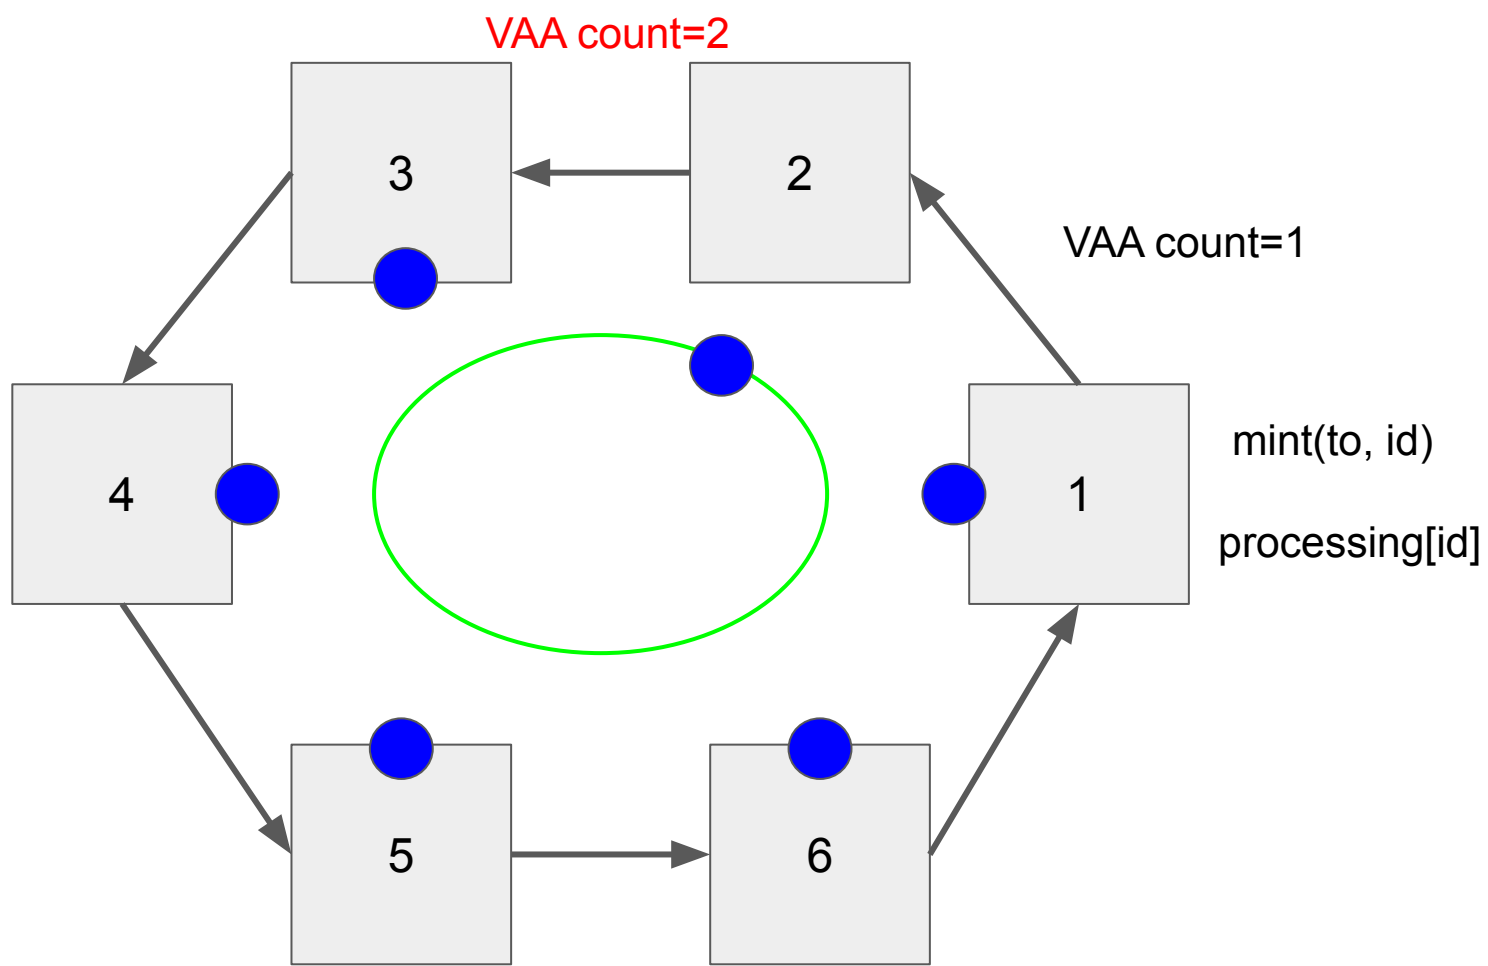 VAA count=2
3
2
VAA count=1
4
1
mint(to, id)
processing[id]
5
6